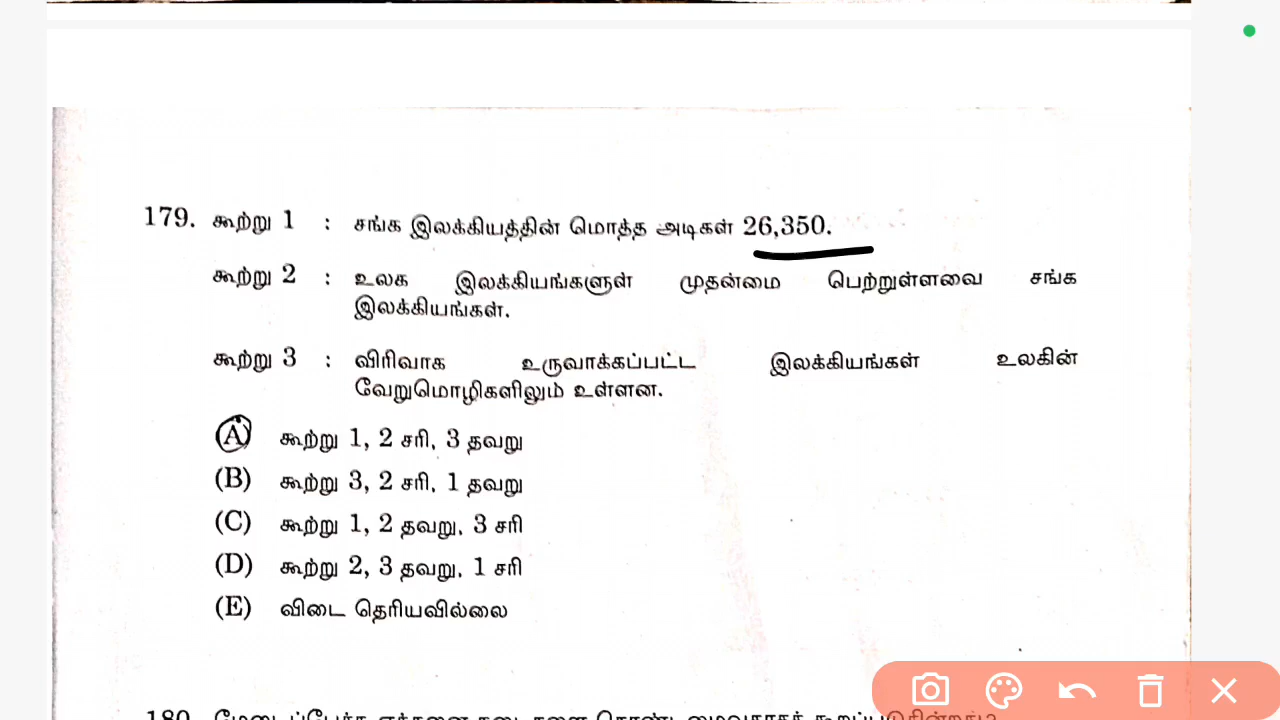 179. கூற்று 1 : சங்க இலக்கியத்தின் மொத்த அடிகள் 26,350.
கூற்று 2 : உலக இலக்கியங்களுள் முதன்மை பெற்றுள்ளவை சங்க
இலக்கியங்கள்.
கூற்று 3 : விரிவாக உருவாக்கப்பட்ட இலக்கியங்கள் உலகின்
வேறுமொழிகளிலும் உள்ளன.
(A) கூற்று 1, 2 சரி, 3 தவறு
(B) கூற்று 3, 2 சரி, 1 தவறு
(C) கூற்று 1, 2 தவறு, 3 சரி
(D) கூற்று 2, 3 தவறு, 1 சரி
(E) விடை தெரியவில்லை
180.